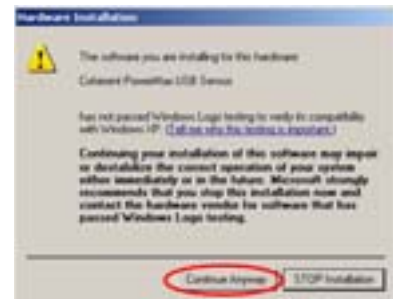 Hardware Installation
The software you are installing for this hardware:
Coherent PowerMax USB Sensor
has not passed Windows Logo testing to verify its compatibility
with Windows XP. (Tell me why this testing is important.)
Continuing your installation of this software may impair
or destabilize the correct operation of your system
either immediately or in the future. Microsoft strongly
recommends that you stop this installation now and
contact the hardware vendor for software that has
passed Windows Logo testing.
Continue Anyway
STOP Installation